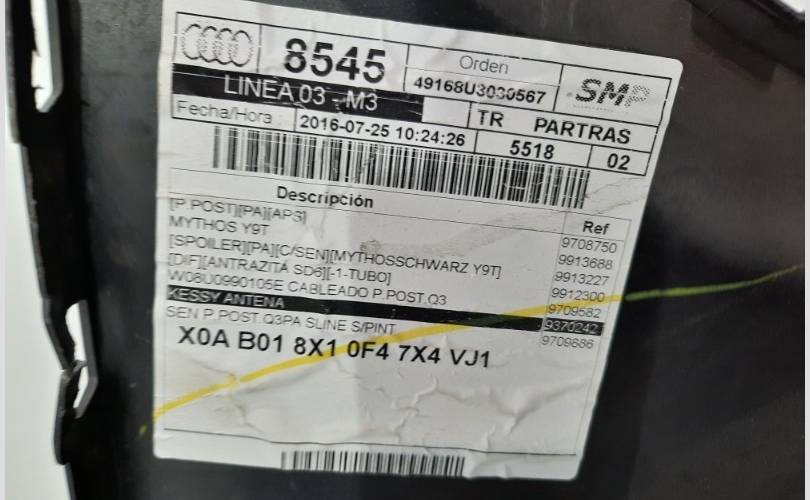 8545
Orden
49168U3030567
SMP
LINEA 03 - M3
TR PARTRAS
Fecha/Hora : 2016-07-25 10:24:26
5518
02
Descripción
Ref
[P.POST][PA][APS]
9708750
MYTHOS Y9T
9913688
[SPOILER][PA][C/SEN][MYTHOSSCHWARZ Y9T]
9913227
[DIF][ANTRAZITA SD6][-1-TUBO]
9912300
W08U0990105E CABLEADO P.POST.Q3
9709582
KESSY ANTENA
9370242
SEN P.POST.Q3PA SLINE S/PINT
9709886
X0A B01 8X1 0F4 7X4 VJ1